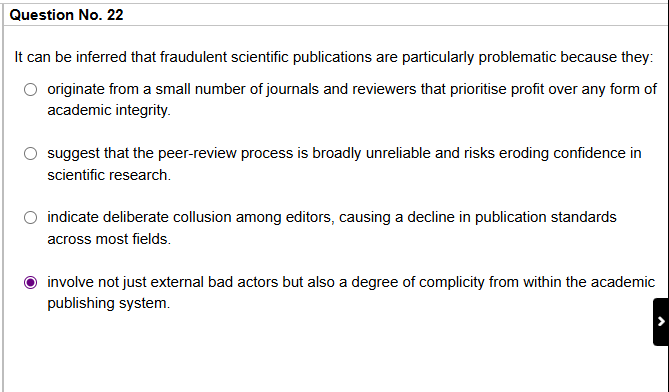 Question No. 22
It can be inferred that fraudulent scientific publications are particularly problematic because they:
originate from a small number of journals and reviewers that prioritise profit over any form of
academic integrity.
suggest that the peer-review process is broadly unreliable and risks eroding confidence in
scientific research.
indicate deliberate collusion among editors, causing a decline in publication standards
across most fields.
involve not just external bad actors but also a degree of complicity from within the academic
publishing system.